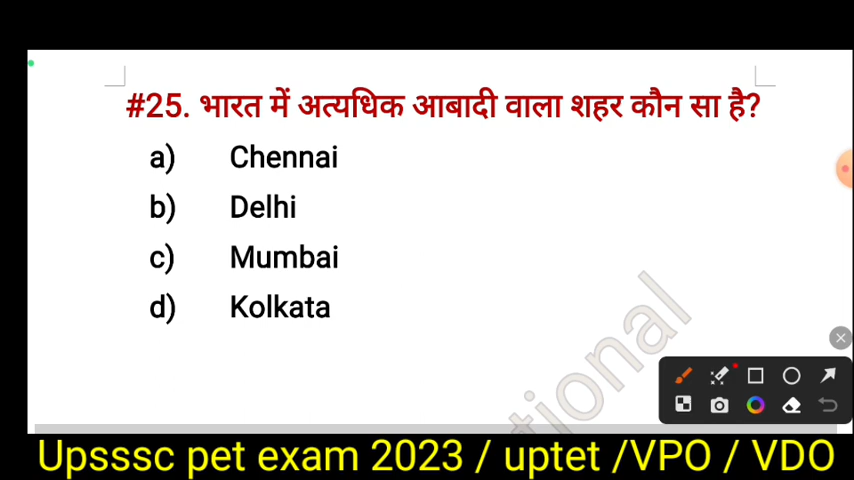 #25. भारत में अत्यधिक आबादी वाला शहर कौन सा है?
a) Chennai
b) Delhi
c) Mumbai
d) Kolkata
Upsssc pet exam 2023 / uptet /VPO / VDO